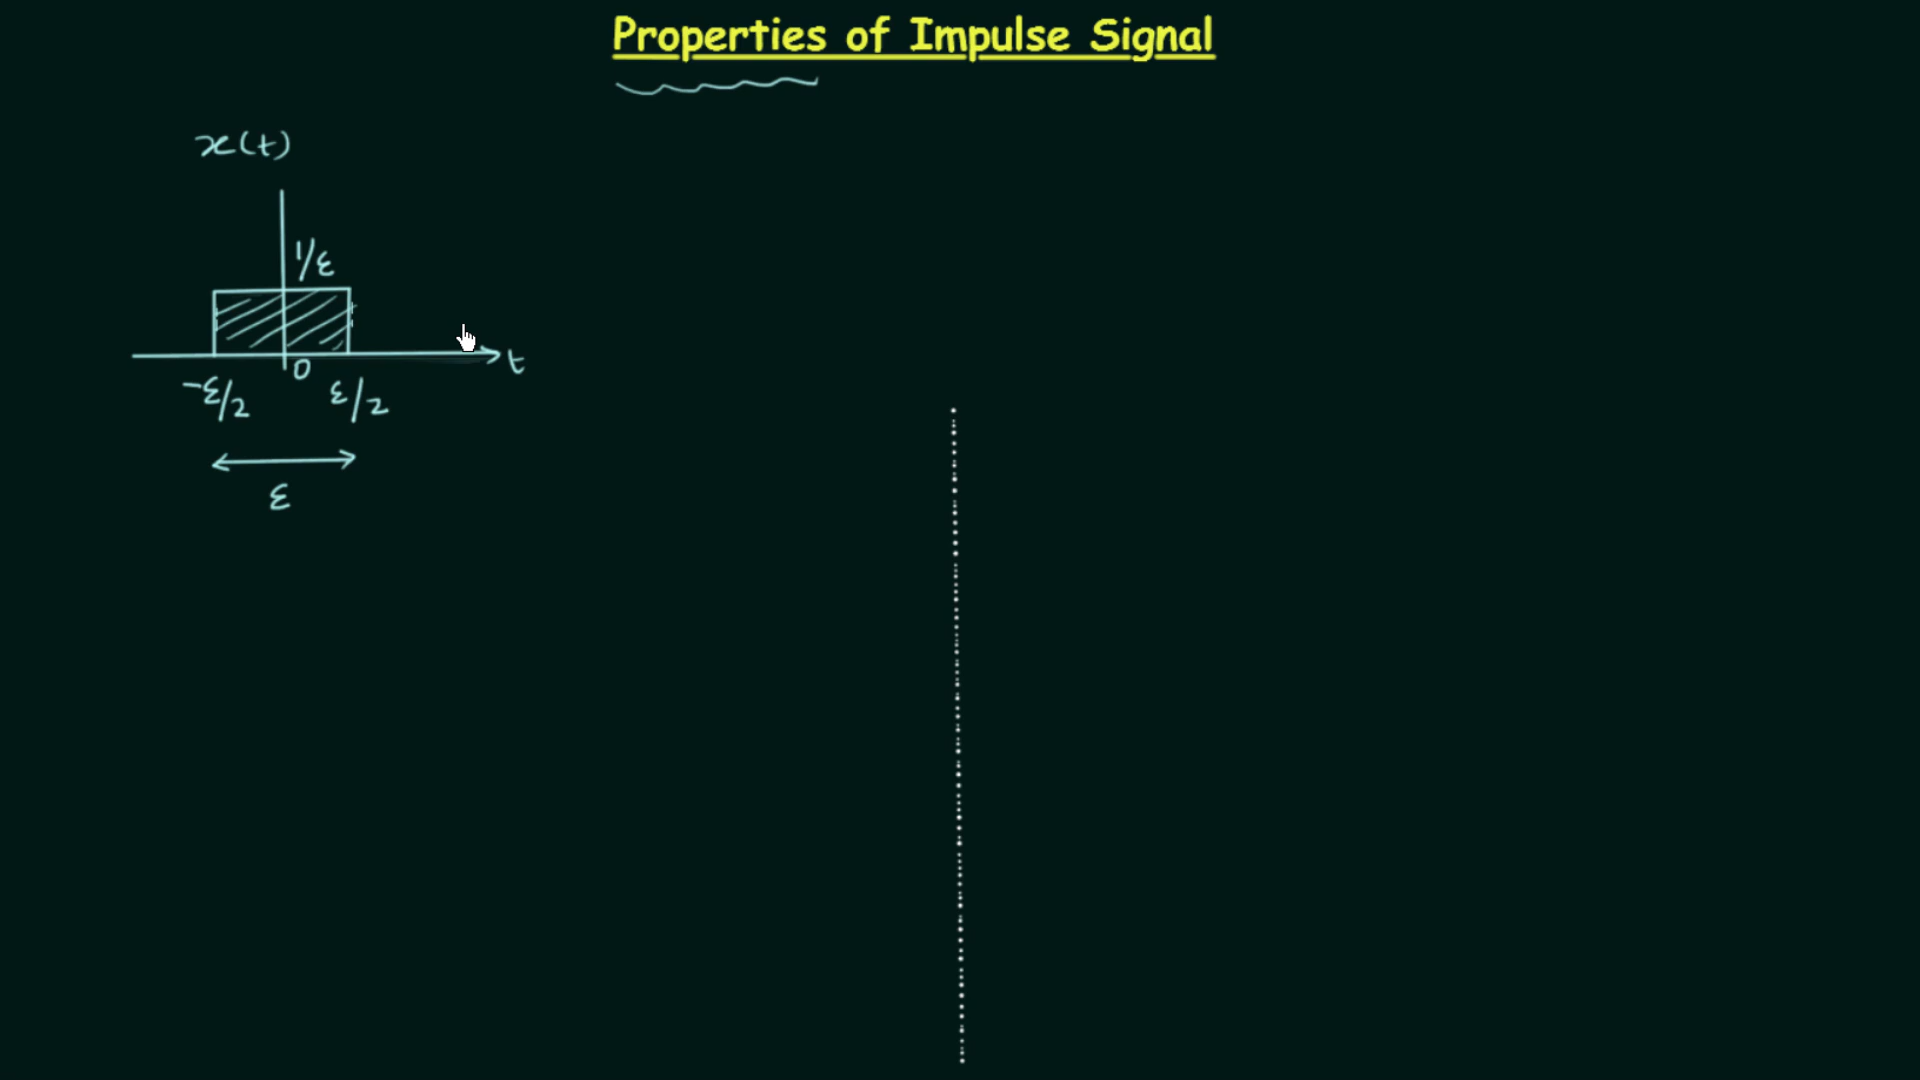 Properties of Impulse Signal
x(t)
1/ε
t
0
-ε/2
ε/2
ε